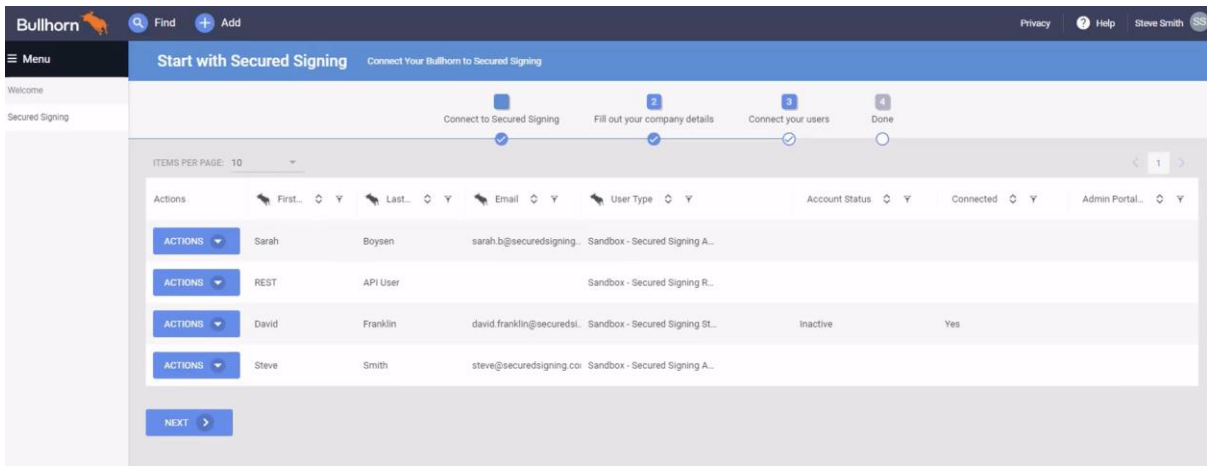 Bullhorn Find Add Privacy ? Help Steve Smith SS
Menu
Start with Secured Signing Connect Your Bullhorn to Secured Signing
Welcome
Secured Signing
2 3 4
Connect to Secured Signing Fill out your company details Connect your users Done
ITEMS PER PAGE: 10 1
Actions First... Last... Email User Type Account Status Connected Admin Portal...
ACTIONS Sarah Boysen sarah.b@securedsigning... Sandbox - Secured Signing A...
ACTIONS REST API User Sandbox - Secured Signing R...
ACTIONS David Franklin david.franklin@securedsi... Sandbox - Secured Signing St... Inactive Yes
ACTIONS Steve Smith steve@securedsigning.co Sandbox - Secured Signing A...
NEXT